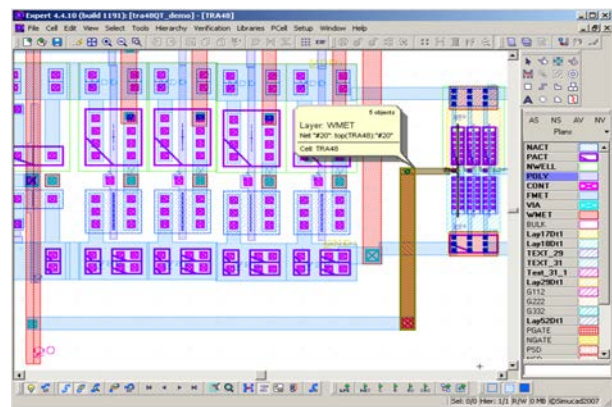 Expert 4.4.10 (build 1191): [tra48QT_demo] - [TRA48]
File Cell Edit View Select Tools Hierarchy Verification Libraries PCell Setup Window Help
5 objects
Layer: WMET
Net "#20". top(TRA48):"#20"
Cell: TRA48
AS NS AV NV
Plans
NACT
PACT
NWELL
POLY
CONT
FMET
VIA
WMET
BULK
Lay17Dt1
Lay18Dt1
TEXT_29
TEXT_31
Text_31_1
Lay29Dt1
G112
G222
G332
Lay52Dt1
PGATE
NGATE
PSD
Sel: 0/0 Hier: 1/1 R/W 0 MB ©Simucad2007